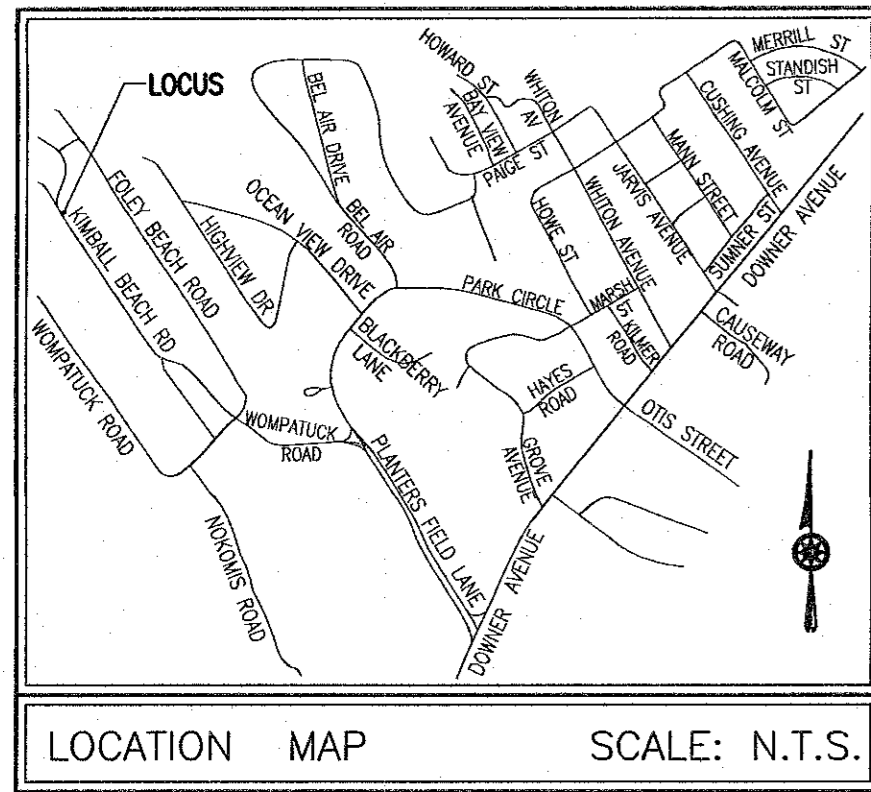 LOCUS
HOWARD ST
BAY VIEW
AVENUE
WHITON
AV
PAIGE ST
MERRILL ST
STANDISH
ST
MALCOLM ST
CUSHING AVENUE
MANN STREET
JARVIS AVENUE
WHITON AVENUE
HOWE ST
SUMNER ST
DOWNER AVENUE
BEL AIR DRIVE
BEL AIR
ROAD
OCEAN VIEW DRIVE
HIGHVIEW DR
FOLEY BEACH ROAD
KIMBALL BEACH RD
WOMPATUCK ROAD
PARK CIRCLE
MARSH
ST
KILMER
ROAD
CAUSEWAY
ROAD
BLACKBERRY
LANE
HAYES
ROAD
OTIS STREET
GROVE
AVENUE
WOMPATUCK
ROAD
PLANTERS FIELD LANE
NOKOMIS ROAD
DOWNER AVENUE
LOCATION MAP SCALE: N.T.S.